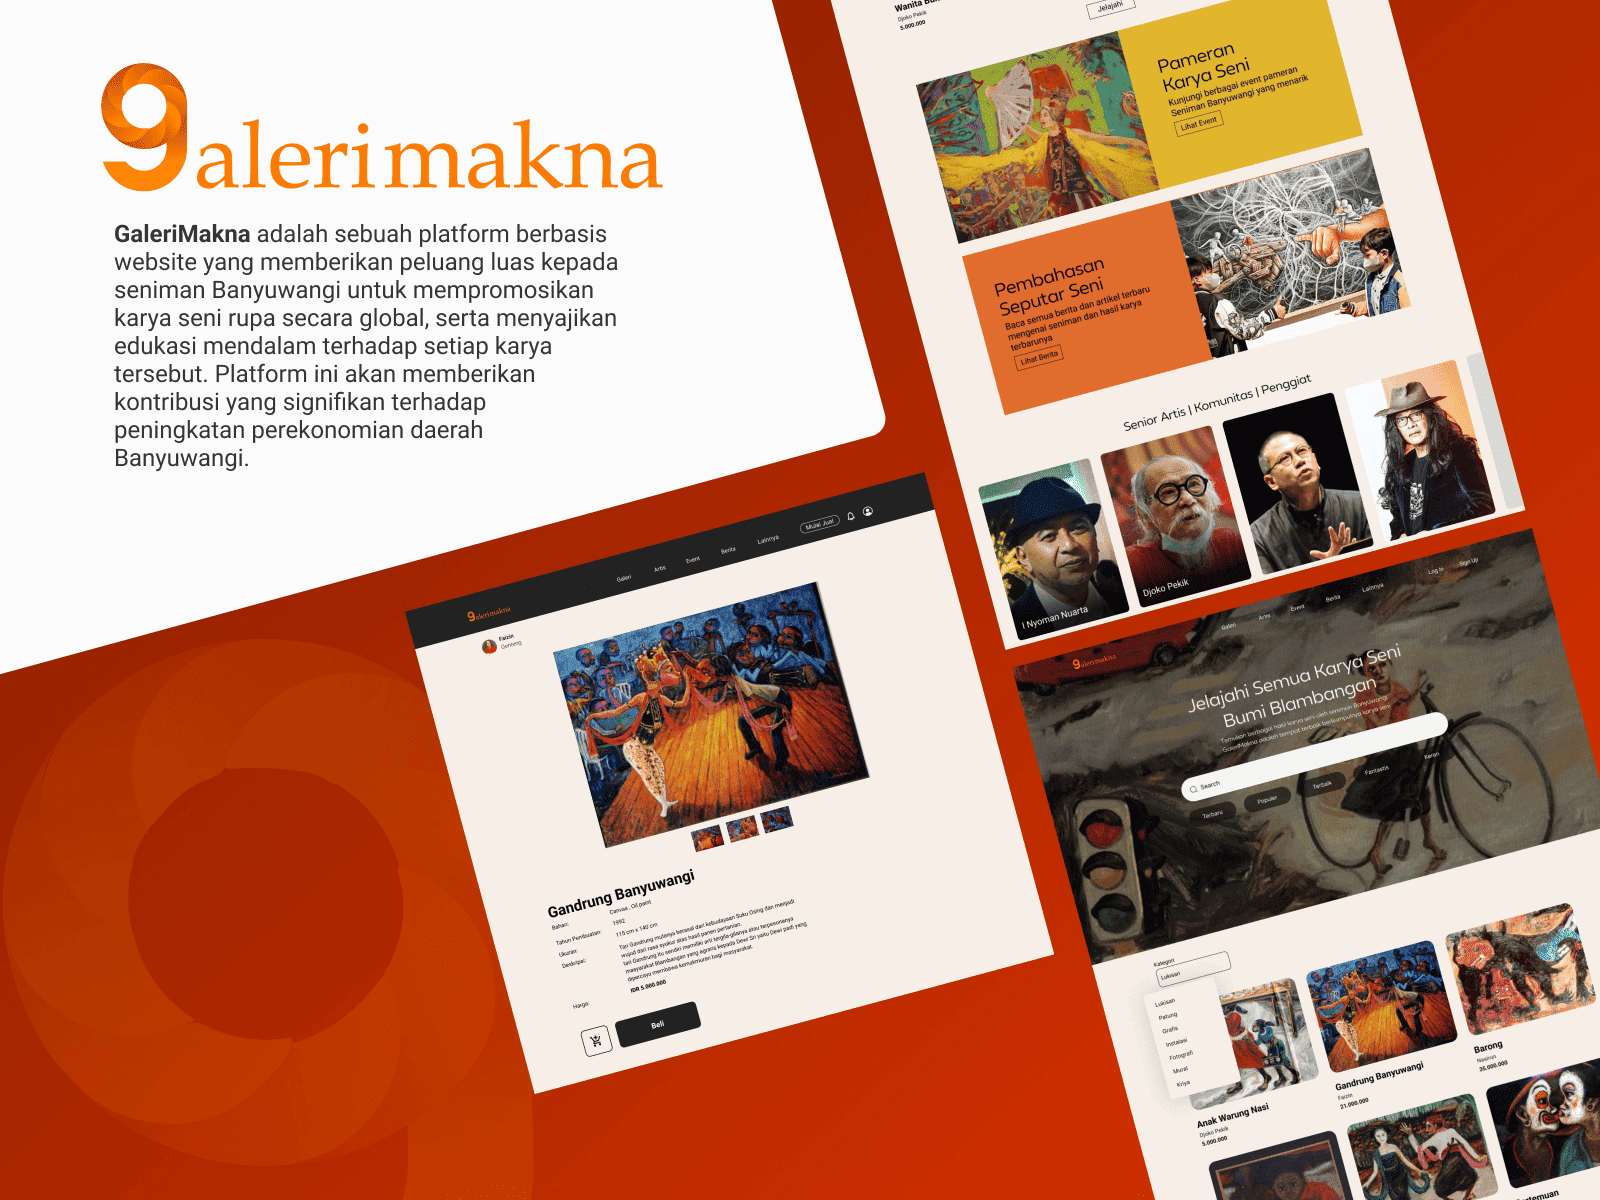 9alerimakna
GaleriMakna adalah sebuah platform berbasis
website yang memberikan peluang luas kepada
seniman Banyuwangi untuk mempromosikan
karya seni rupa secara global, serta menyajikan
edukasi mendalam terhadap setiap karya
tersebut. Platform ini akan memberikan
kontribusi yang signifikan terhadap
peningkatan perekonomian daerah
Banyuwangi.
Wanita
Djoko Pekik
5.000.000
Jelajahi
Pameran
Karya Seni
Kunjungi berbagai event pameran
Seniman Banyuwangi yang menarik
Lihat Event
Pembahasan
Seputar Seni
Baca semua berita dan artikel terbaru
mengenai seniman dan hasil karya
terbarunya
Lihat Berita
Senior Artis | Komunitas | Penggiat
I Nyoman Nuarta
Djoko Pekik
9alerimakna
Galeri
Artis
Event
Berita
Lainnya
Mulai Jual
Faizin
Genteng
Gandrung Banyuwangi
Bahan:
Canvas , Oil paint
Tahun Pembuatan:
1992
Ukuran:
115 cm x 140 cm
Deskripsi:
Tari Gandrung mulanya berasal dari kebudayaan Suku Osing dan menjadi
wujud dari rasa syukur atas hasil panen pertanian.
tari Gandrung itu sendiri memiliki arti tergila-gilanya atau terpesonanya
masyarakat Blambangan yang agraris kepada Dewi Sri yaitu Dewi padi yang
dipercaya membawa kemakmuran bagi masyarakat.
Harga:
IDR 5.000.000
Beli
9alerimakna
Galeri
Artis
Event
Berita
Lainnya
Log In
Sign Up
Jelajahi Semua Karya Seni
Bumi Blambangan
Temukan berbagai hasil karya seni oleh seniman Banyuwangi
GaleriMakna adalah tempat terbaik berkumpulnya karya seni
Search
Terbaru
Populer
Terbaik
Fantastis
Keren
Kategori
Lukisan
Lukisan
Patung
Grafis
Instalasi
Fotografi
Mural
Kriya
Anak Warung Nasi
Djoko Pekik
5.000.000
Gandrung Banyuwangi
Faizin
21.000.000
Barong
Nasirun
35.000.000